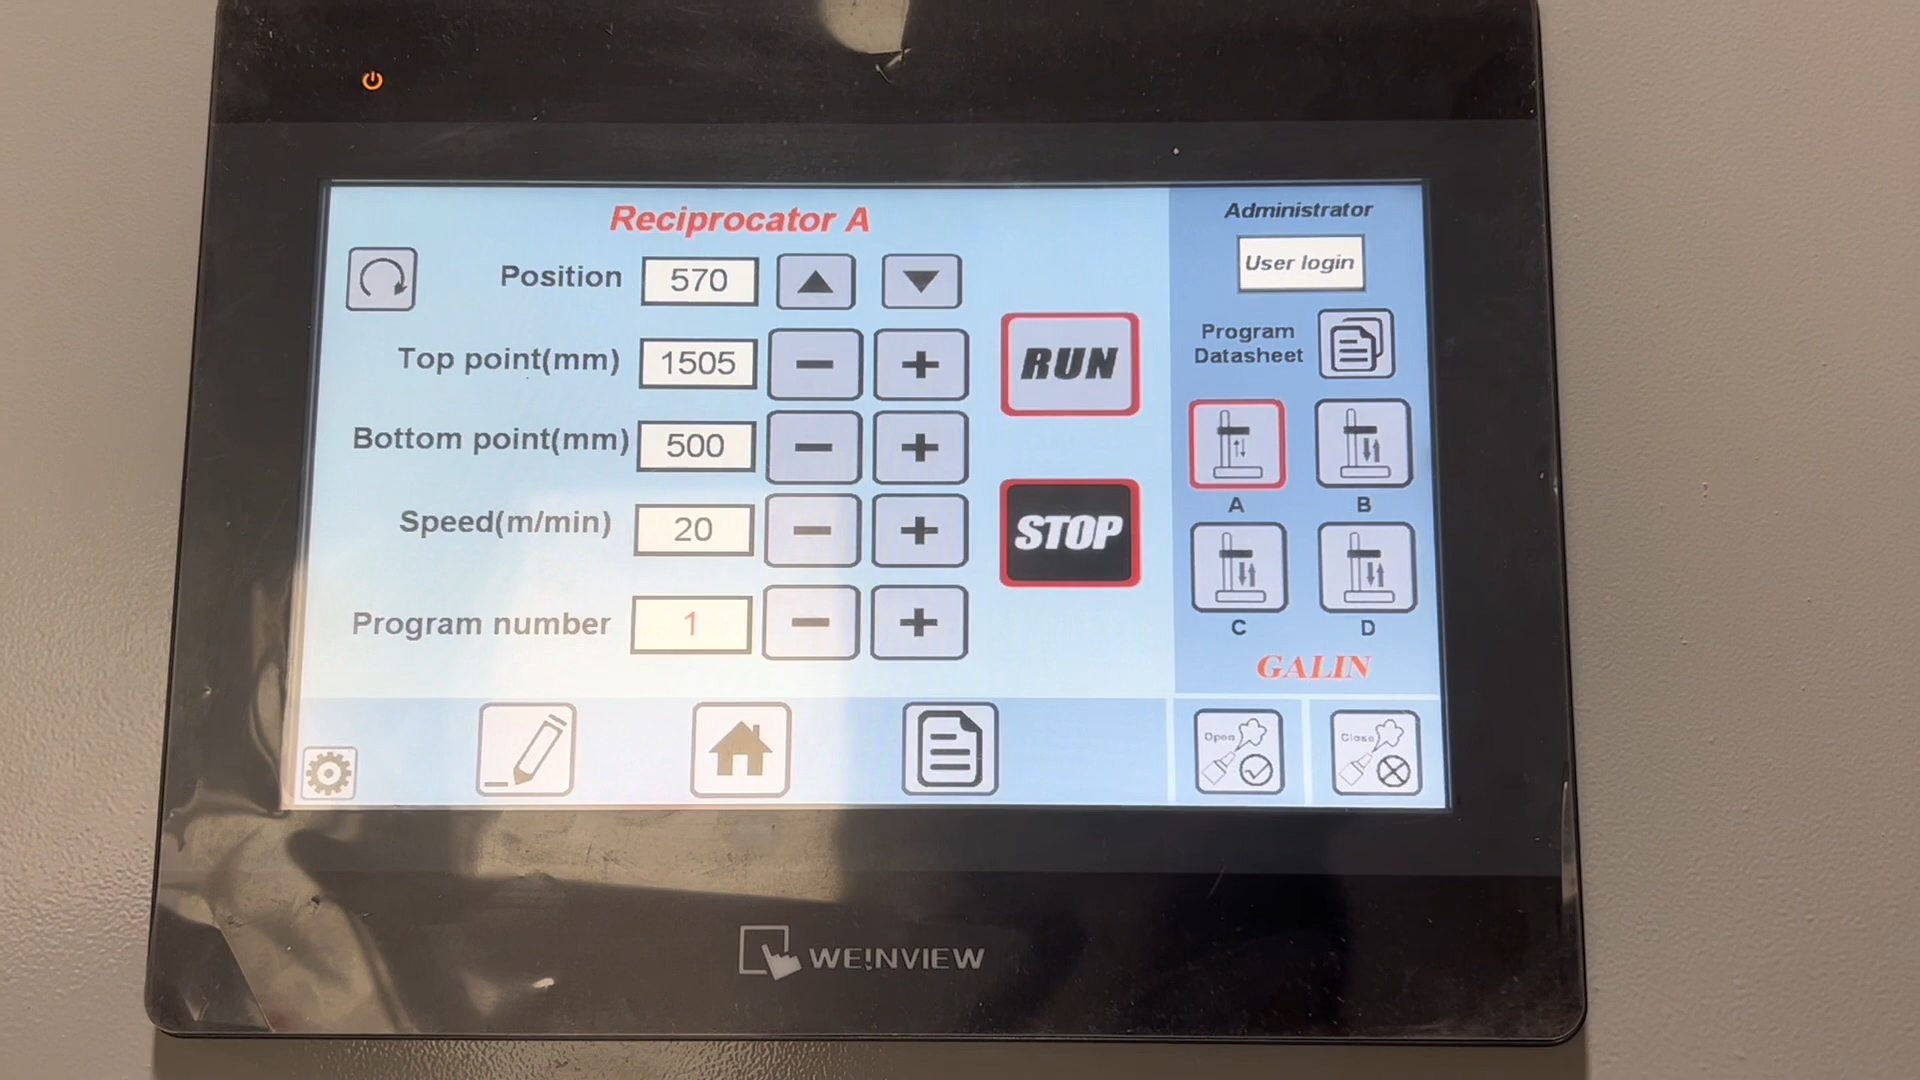 Reciprocator A
Position 570
Top point(mm) 1505 - +
Bottom point(mm) 500 - +
Speed(m/min) 20 - +
Program number 1 - +
RUN
STOP
Administrator
User login
Program
Datasheet
A B
C D
GALIN
Open Close
WEINVIEW